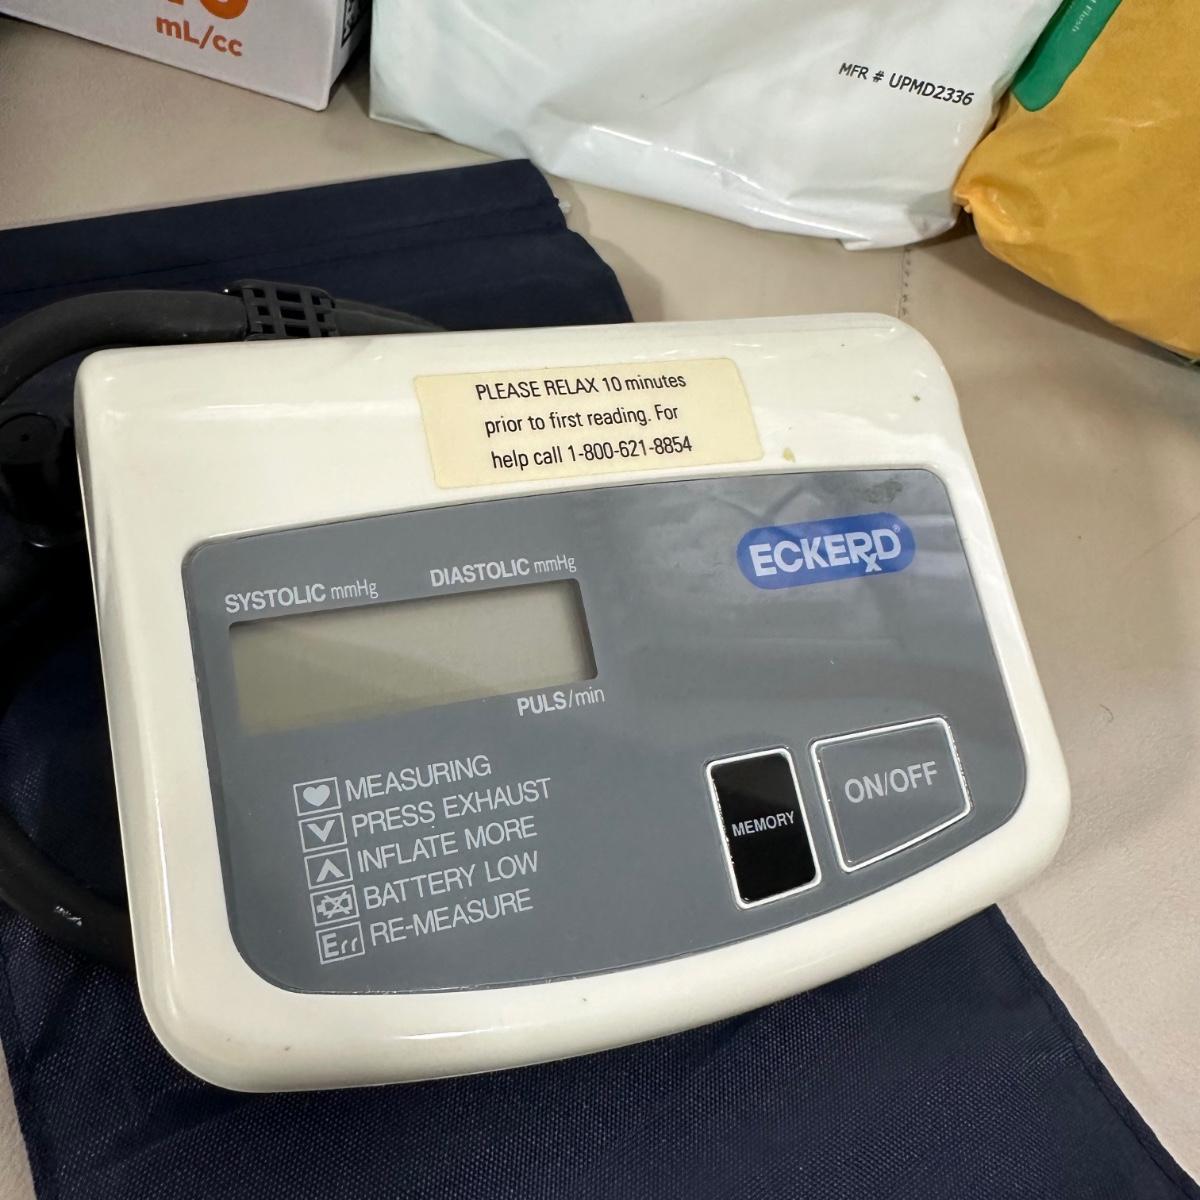 mL/cc
MFR # UPMD2336
PLEASE RELAX 10 minutes
prior to first reading. For
help call 1-800-621-8854
ECKERD®
SYSTOLIC mmHg
DIASTOLIC mmHg
PULS/min
MEASURING
PRESS EXHAUST
INFLATE MORE
BATTERY LOW
Err RE-MEASURE
MEMORY
ON/OFF